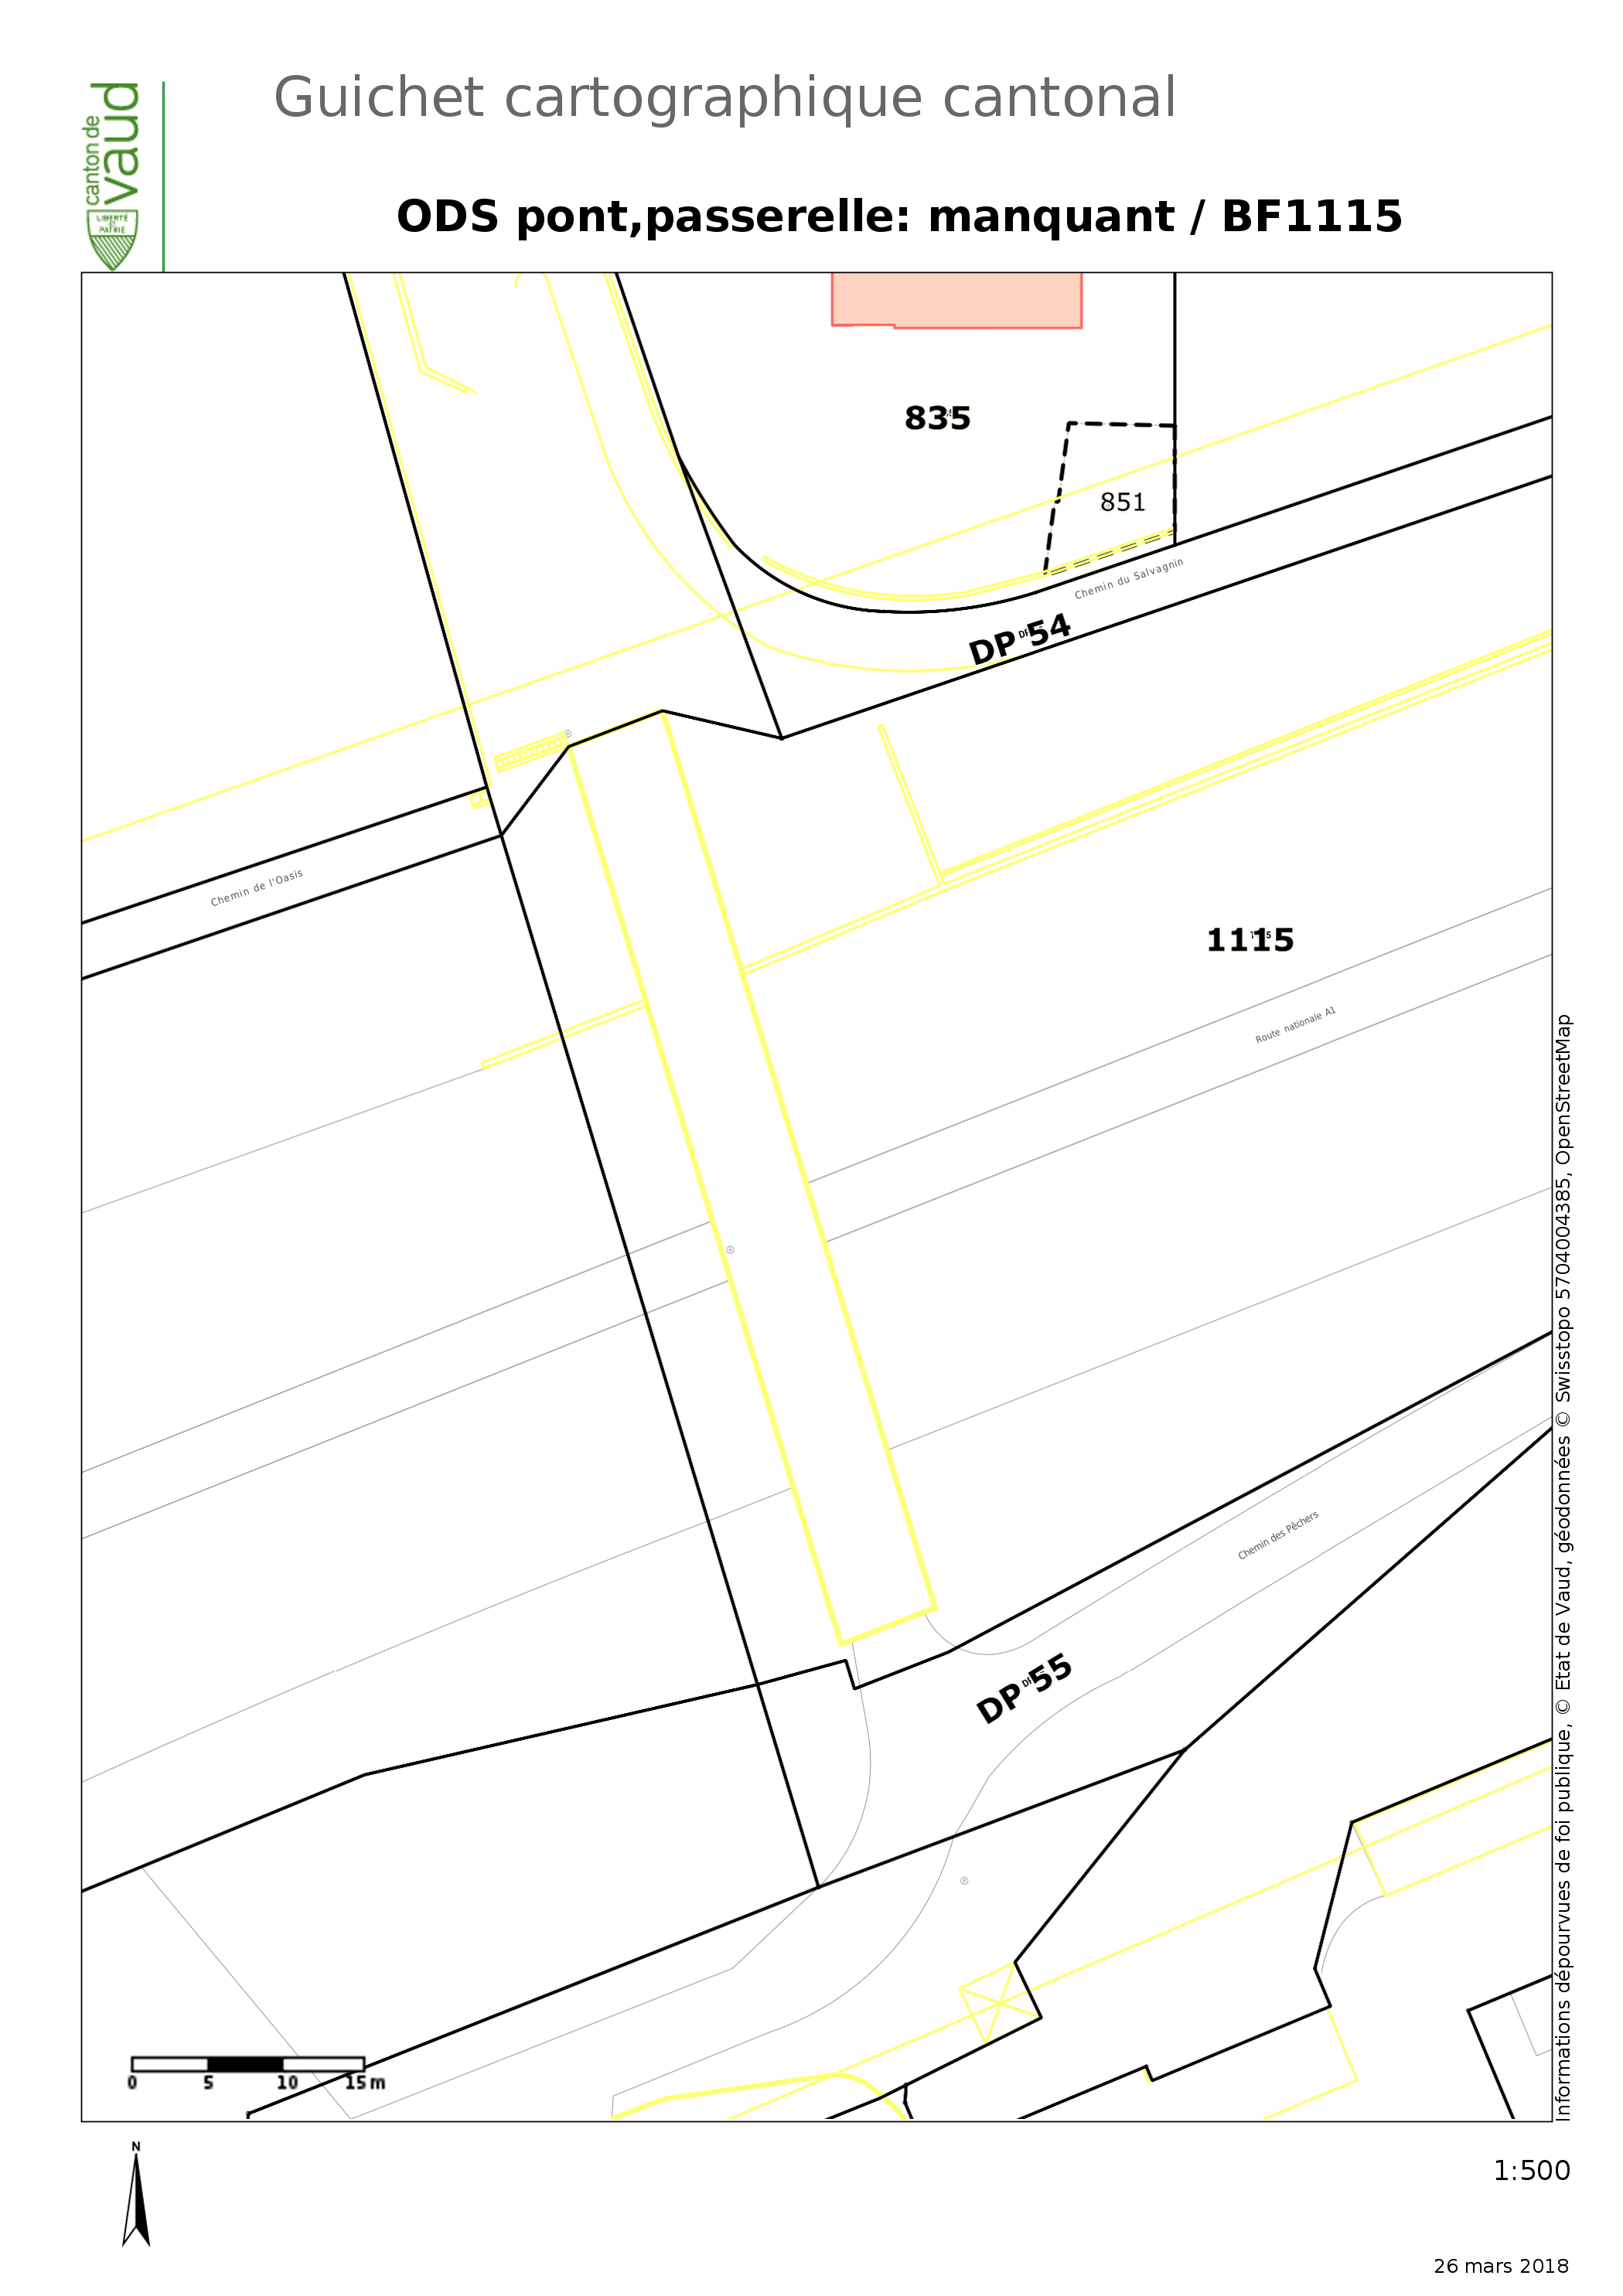 canton de
vaud
LIBERTÉ
ET
PATRIE
Guichet cartographique cantonal
ODS pont,passerelle: manquant / BF1115
835
851
Chemin du Salvagnin
DP 54
Chemin de l'Oasis
1115
Route nationale A1
Chemin des Pêchers
DP 55
0 5 10 15 m
Informations dépourvues de foi publique, © Etat de Vaud, géodonnées © Swisstopo 5704004385, OpenStreetMap
N
1:500
26 mars 2018